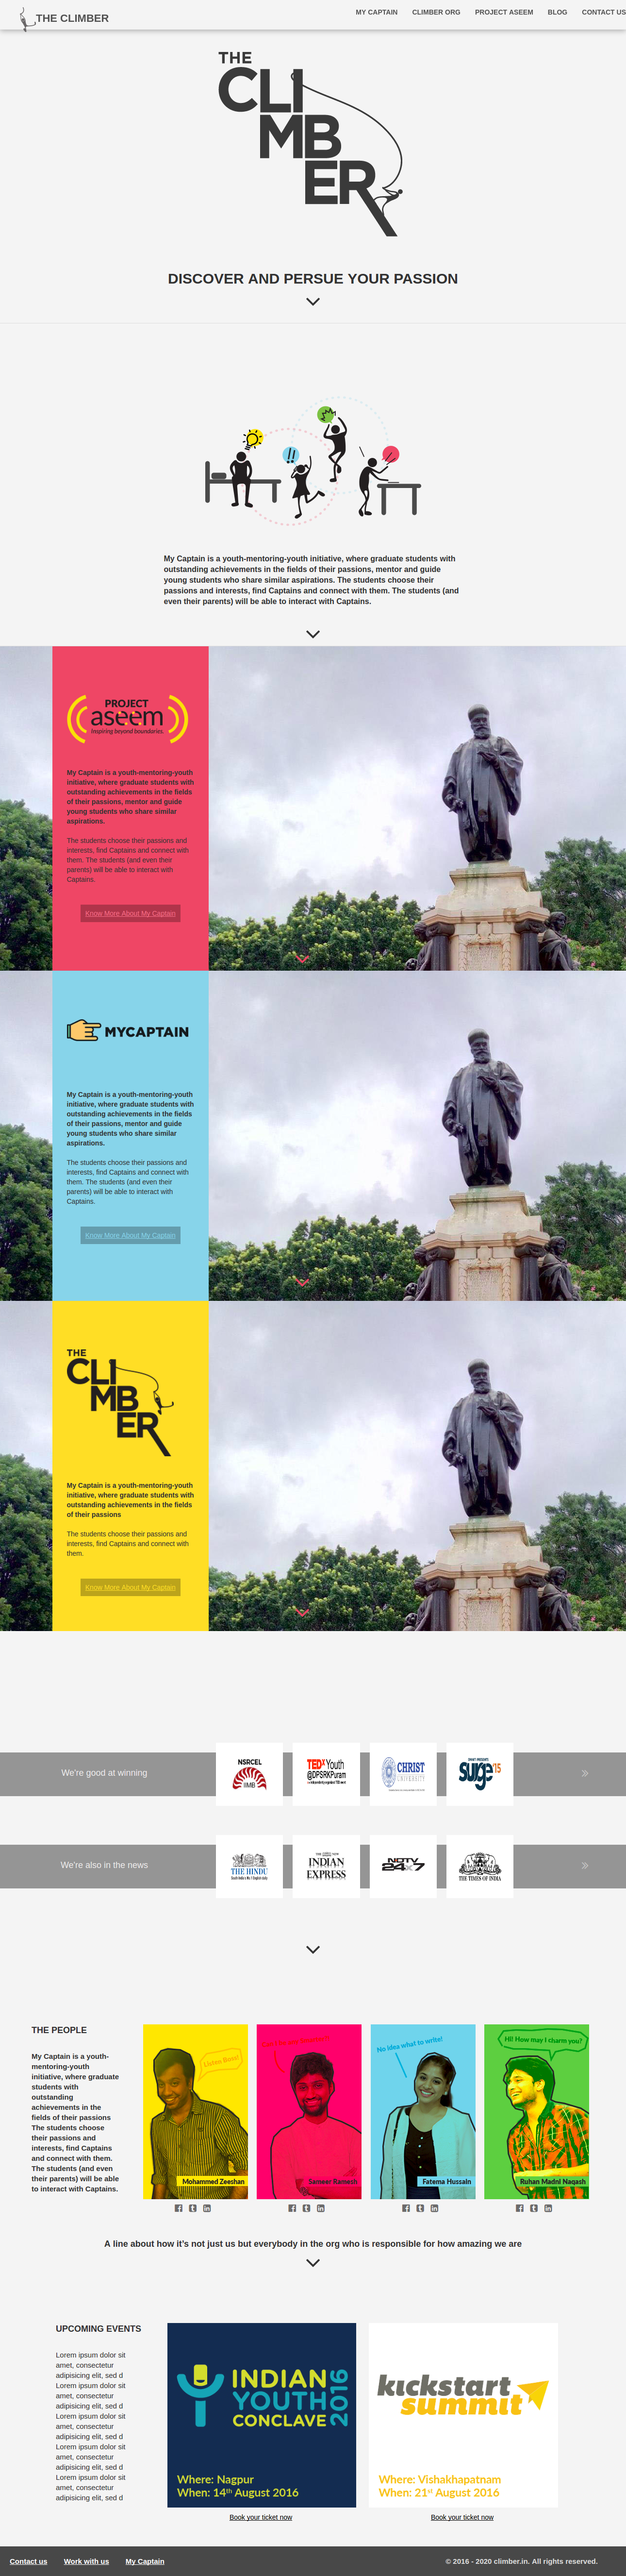 THE CLIMBER
MY CAPTAIN CLIMBER ORG PROJECT ASEEM BLOG CONTACT US
THE
CLI
MB
ER
DISCOVER AND PERSUE YOUR PASSION
!!
My Captain is a youth-mentoring-youth initiative, where graduate students with
outstanding achievements in the fields of their passions, mentor and guide
young students who share similar aspirations. The students choose their
passions and interests, find Captains and connect with them. The students (and
even their parents) will be able to interact with Captains.
PROJECT
aseem
Inspiring beyond boundaries.
My Captain is a youth-mentoring-youth
initiative, where graduate students with
outstanding achievements in the fields
of their passions, mentor and guide
young students who share similar
aspirations.
The students choose their passions and
interests, find Captains and connect with
them. The students (and even their
parents) will be able to interact with
Captains.
Know More About My Captain
MYCAPTAIN
My Captain is a youth-mentoring-youth
initiative, where graduate students with
outstanding achievements in the fields
of their passions, mentor and guide
young students who share similar
aspirations.
The students choose their passions and
interests, find Captains and connect with
them. The students (and even their
parents) will be able to interact with
Captains.
Know More About My Captain
THE
CLI
MB
ER
My Captain is a youth-mentoring-youth
initiative, where graduate students with
outstanding achievements in the fields
of their passions
The students choose their passions and
interests, find Captains and connect with
them.
Know More About My Captain
We're good at winning
NSRCEL
IIMB
TEDx Youth
@DPSRKPuram
CHRIST
UNIVERSITY
surge'15
We're also in the news
THE HINDU
INDIAN
EXPRESS
NDTV
24x7
THE TIMES OF INDIA
THE PEOPLE
My Captain is a youth-
mentoring-youth
initiative, where graduate
students with
outstanding
achievements in the
fields of their passions
The students choose
their passions and
interests, find Captains
and connect with them.
The students (and even
their parents) will be able
to interact with Captains.
Mohammed Zeeshan
Sameer Ramesh
No idea what to write!
Fatema Hussain
Hi! How may I charm you?
Ruhan Madni Naqash
A line about how it's not just us but everybody in the org who is responsible for how amazing we are
UPCOMING EVENTS
Lorem ipsum dolor sit
amet, consectetur
adipisicing elit, sed d
Lorem ipsum dolor sit
amet, consectetur
adipisicing elit, sed d
Lorem ipsum dolor sit
amet, consectetur
adipisicing elit, sed d
Lorem ipsum dolor sit
amet, consectetur
adipisicing elit, sed d
Lorem ipsum dolor sit
amet, consectetur
adipisicing elit, sed d
INDIAN
YOUTH
CONCLAVE
2016
Where: Nagpur
When: 14th August 2016
Book your ticket now
kickstart
summit
Where: Vishakhapatnam
When: 21st August 2016
Book your ticket now
Contact us Work with us My Captain
© 2016 - 2020 climber.in. All rights reserved.